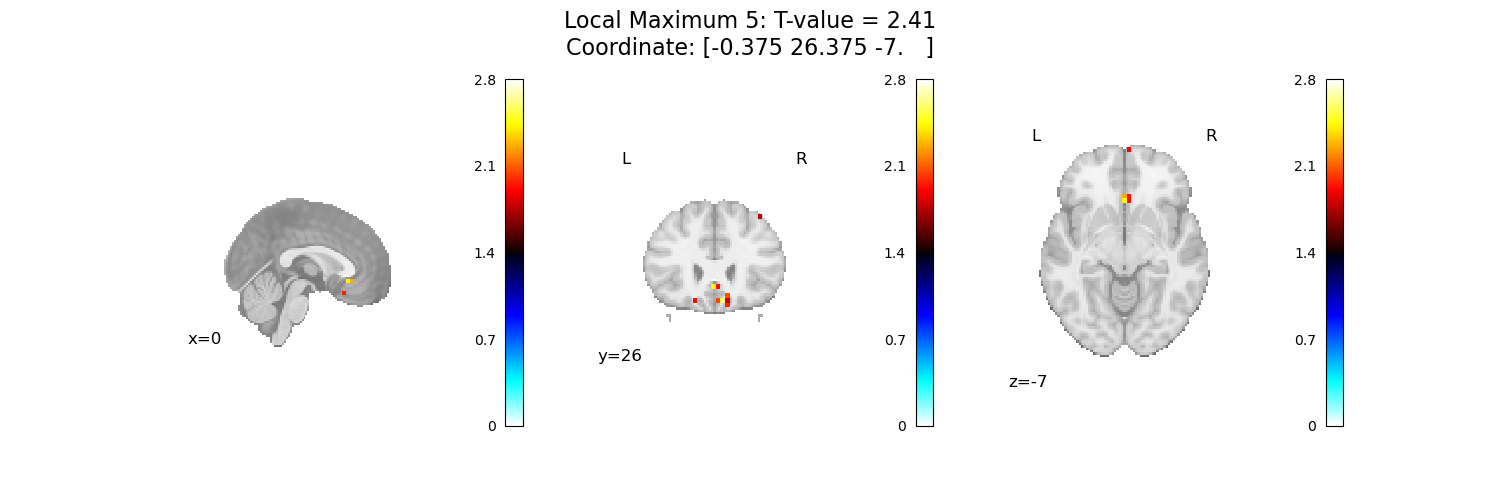 Local Maximum 5: T-value = 2.41
Coordinate: [-0.375 26.375 -7.   ]
2.8
2.1
1.4
0.7
0
x=0
L R
2.8
2.1
1.4
0.7
0
y=26
L R
2.8
2.1
1.4
0.7
0
z=-7